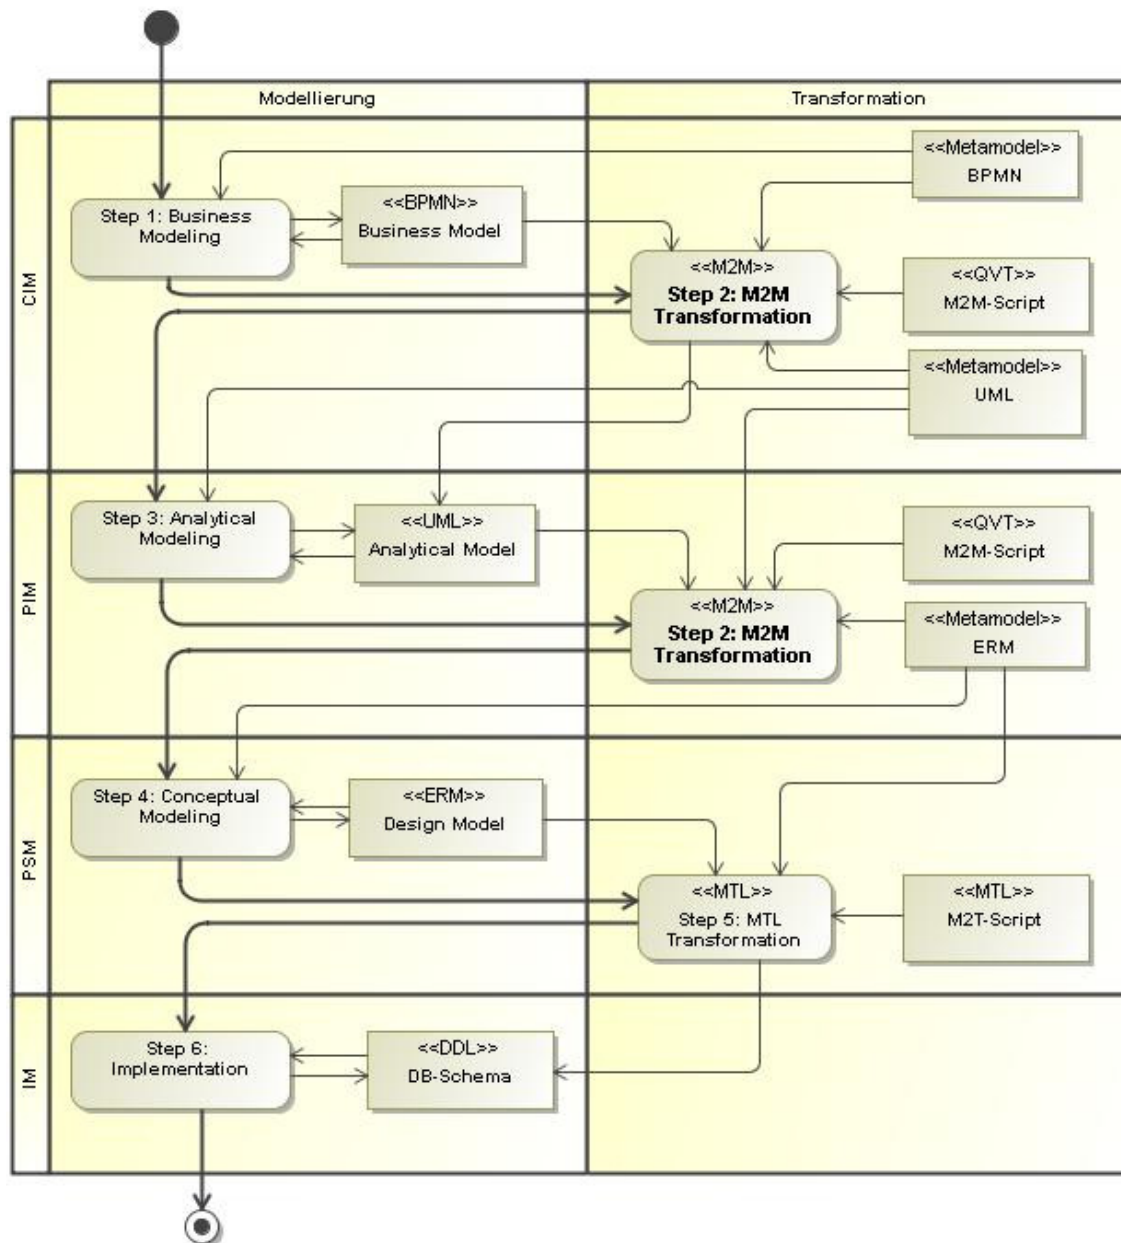 Modellierung
Transformation
CIM
<<Metamodel>>
BPMN
Step 1: Business
Modeling
<<BPMN>>
Business Model
<<M2M>>
Step 2: M2M
Transformation
<<QVT>>
M2M-Script
<<Metamodel>>
UML
PIM
Step 3: Analytical
Modeling
<<UML>>
Analytical Model
<<QVT>>
M2M-Script
<<M2M>>
Step 2: M2M
Transformation
<<Metamodel>>
ERM
PSM
Step 4: Conceptual
Modeling
<<ERM>>
Design Model
<<MTL>>
Step 5: MTL
Transformation
<<MTL>>
M2T-Script
IM
Step 6:
Implementation
<<DDL>>
DB-Schema